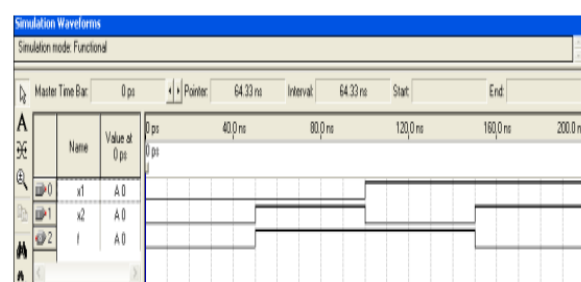 Simulation Waveforms
Simulation mode: Functional
Master Time Bar: 0 ps Pointer: 64.33 ns Interval: 64.33 ns Start: End:
A
Name Value at 0 ps
0 ps 40.0 ns 80.0 ns 120.0 ns 160.0 ns 200.0 n
0 ps
0 x1 A 0
1 x2 A 0
2 f A 0